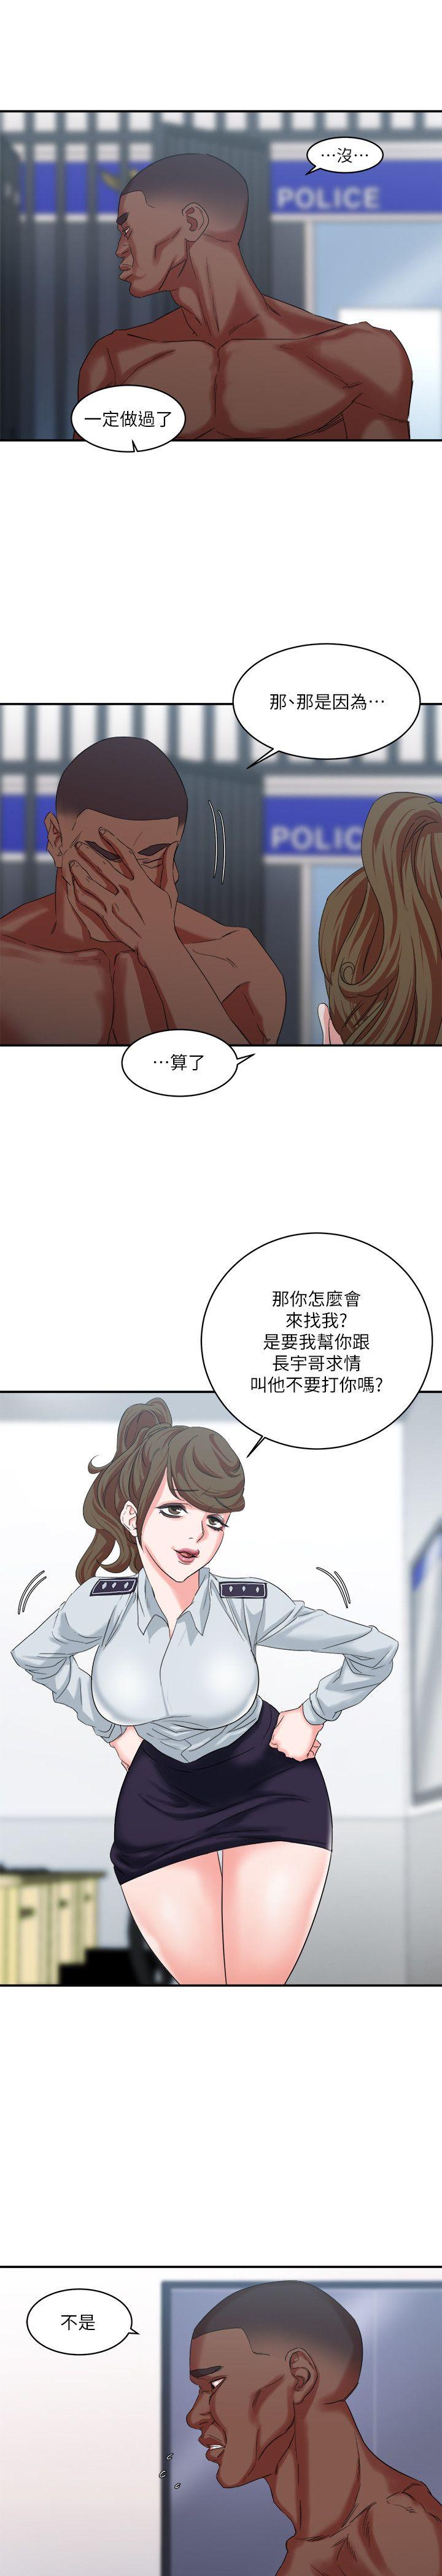 …沒…
POLICE
一定做過了
那、那是因為…
POLIC
…算了
那你怎麼會
來找我?
是要我幫你跟
長宇哥求情
叫他不要打你嗎?
不是